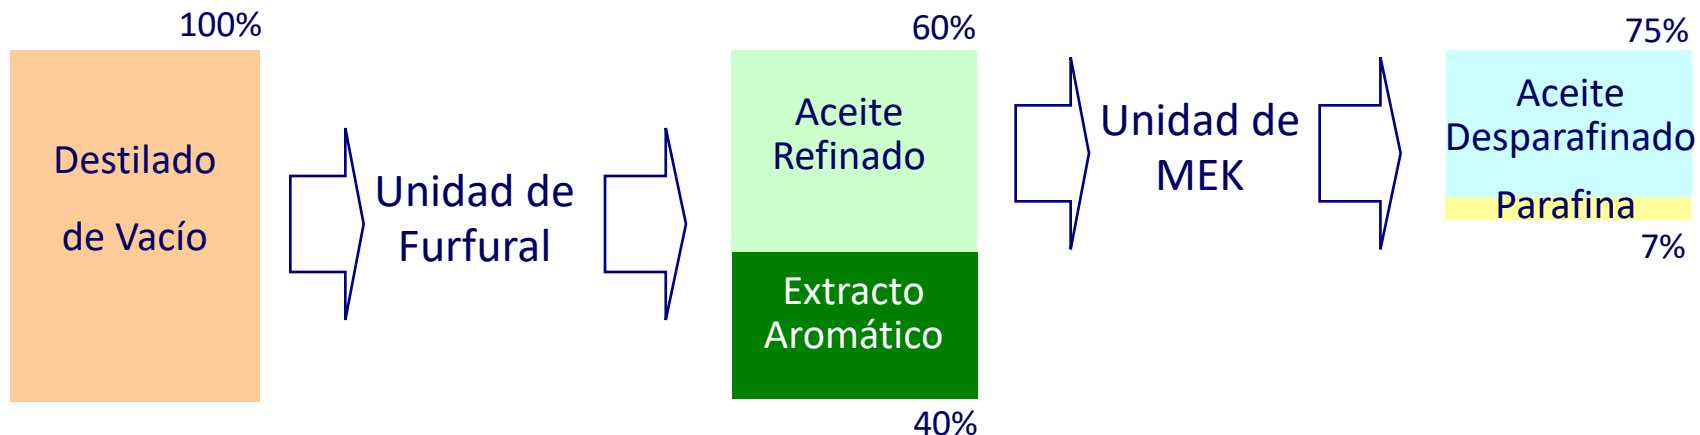 100%
Destilado
de Vacío
Unidad de
Furfural
60%
Aceite
Refinado
Extracto
Aromático
40%
Unidad de
MEK
75%
Aceite
Desparafinado
Parafina
7%